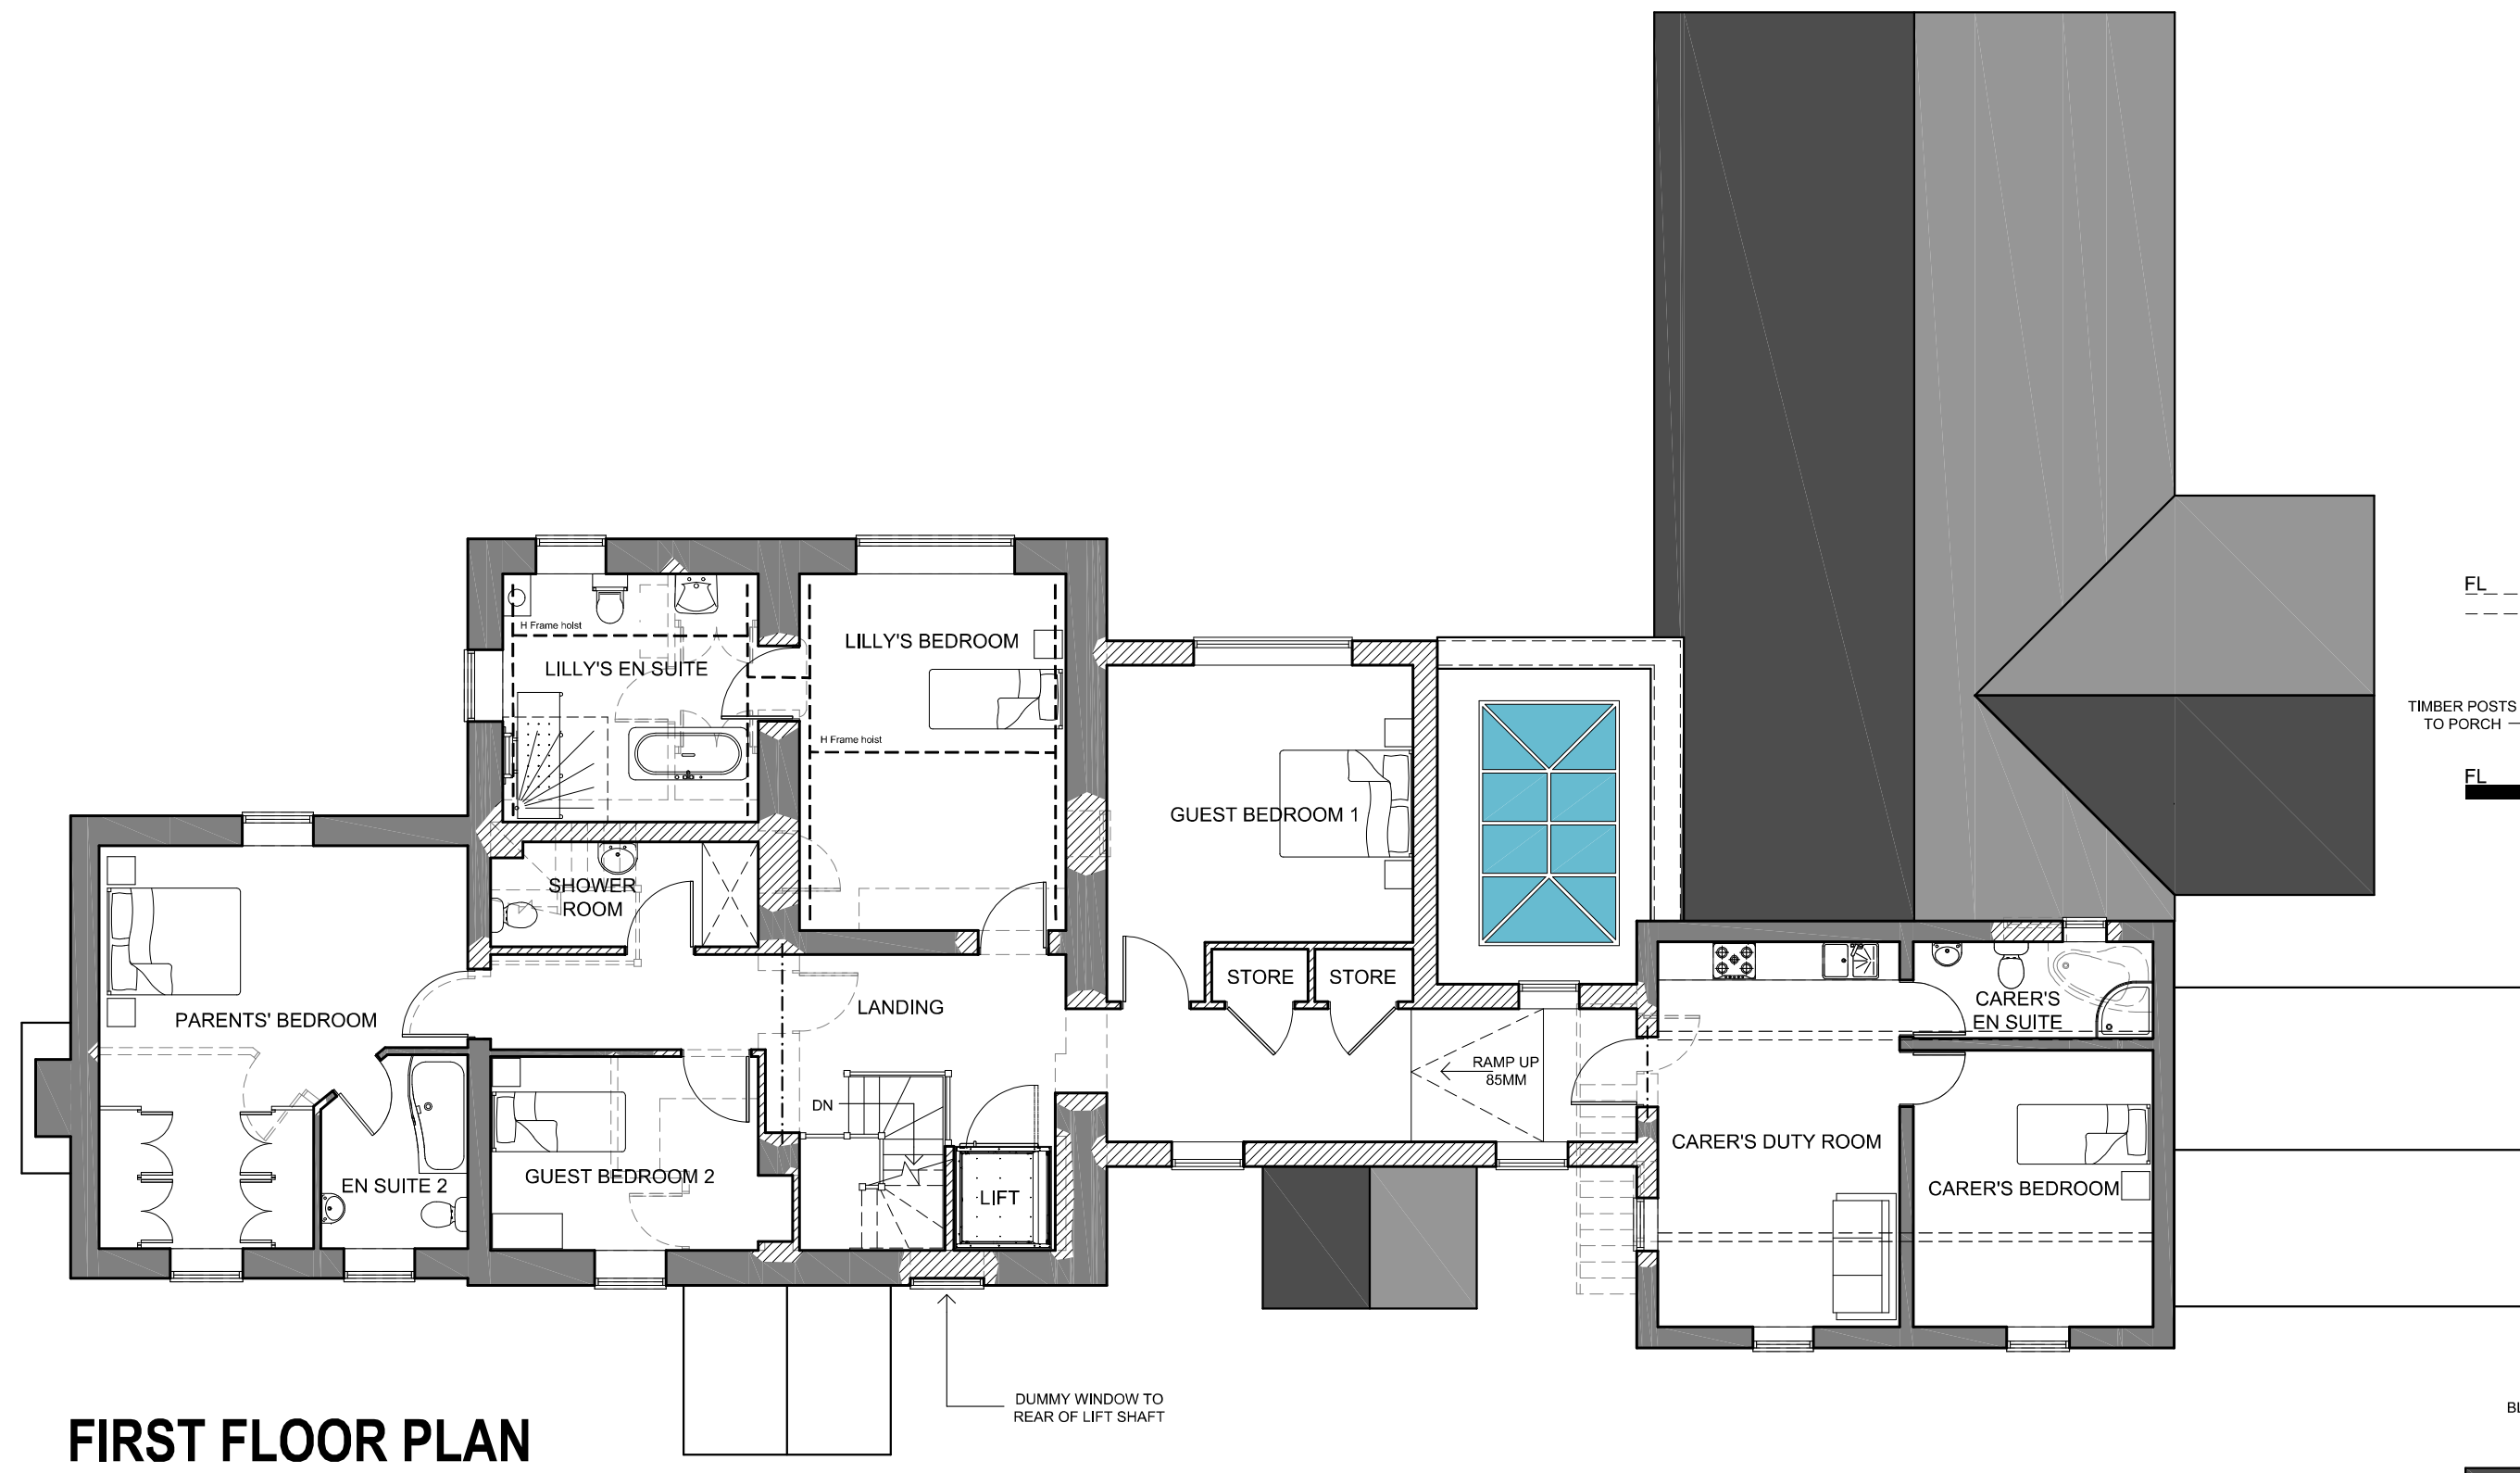 FL
TIMBER POSTS
TO PORCH
FL
H Frame hoist
LILLY'S BEDROOM
LILLY'S EN SUITE
H Frame hoist
GUEST BEDROOM 1
SHOWER
ROOM
STORE
STORE
LANDING
PARENTS' BEDROOM
CARER'S
EN SUITE
RAMP UP
85MM
DN
CARER'S DUTY ROOM
GUEST BEDROOM 2
EN SUITE 2
LIFT
CARER'S BEDROOM
DUMMY WINDOW TO
REAR OF LIFT SHAFT
FIRST FLOOR PLAN